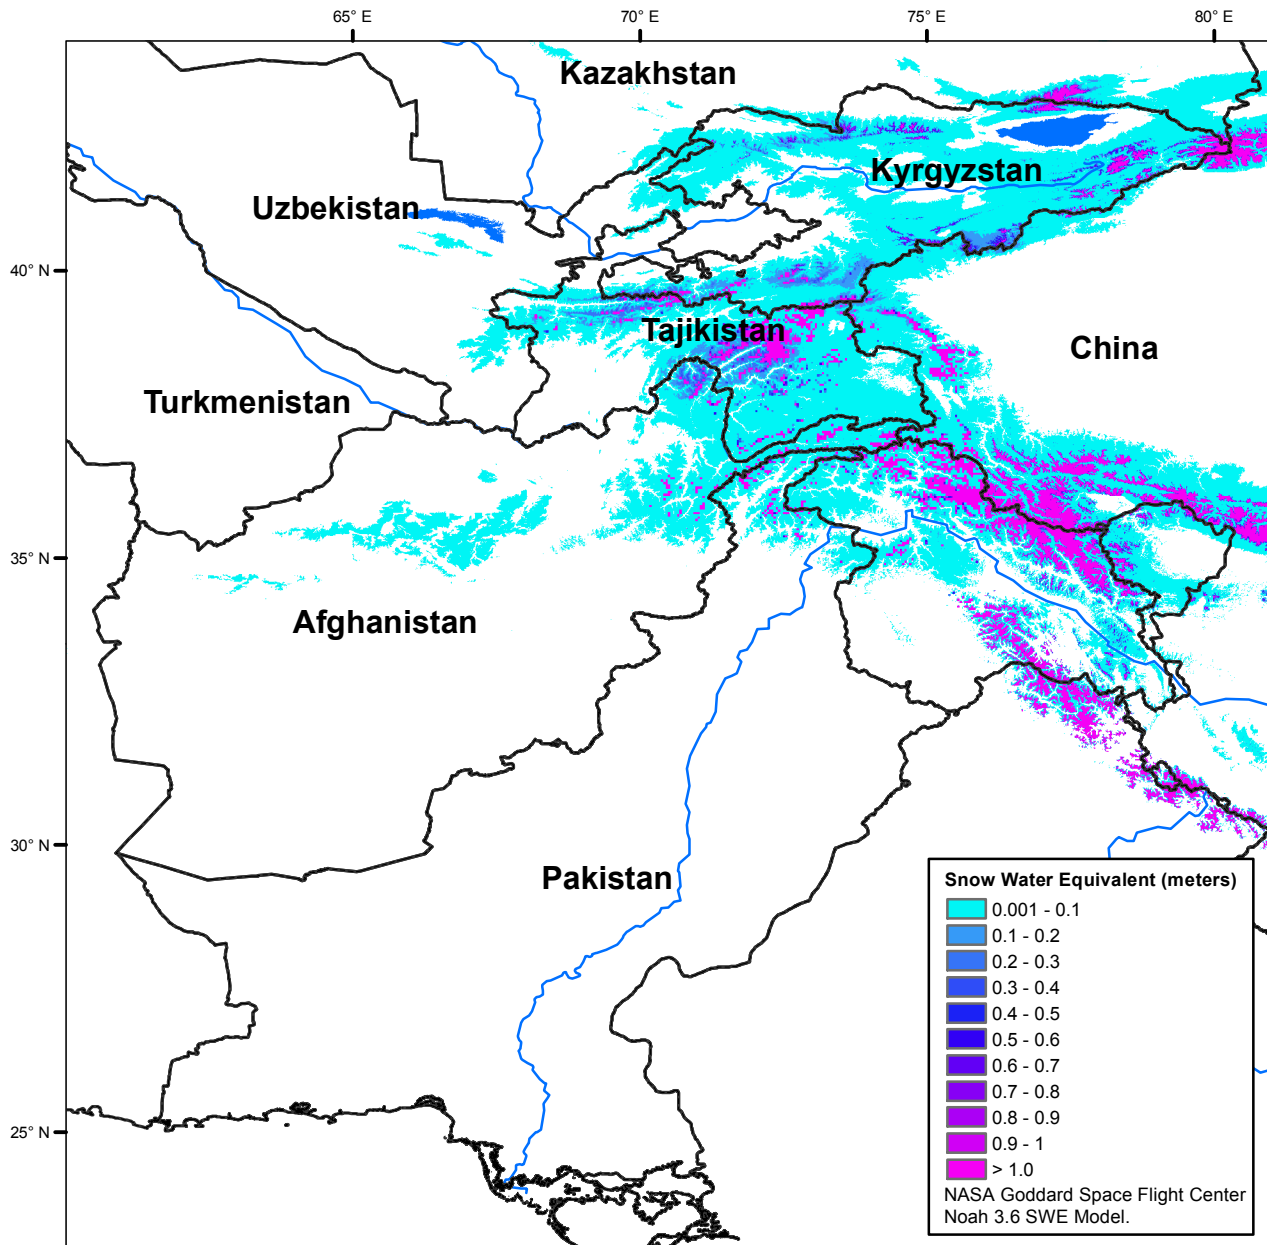 65° E
70° E
75° E
80° E
Kazakhstan
Kyrgyzstan
Uzbekistan
40° N
Tajikistan
China
Turkmenistan
35° N
Afghanistan
30° N
Pakistan
25° N
Snow Water Equivalent (meters)
0.001 - 0.1
0.1 - 0.2
0.2 - 0.3
0.3 - 0.4
0.4 - 0.5
0.5 - 0.6
0.6 - 0.7
0.7 - 0.8
0.8 - 0.9
0.9 - 1
> 1.0
NASA Goddard Space Flight Center
Noah 3.6 SWE Model.